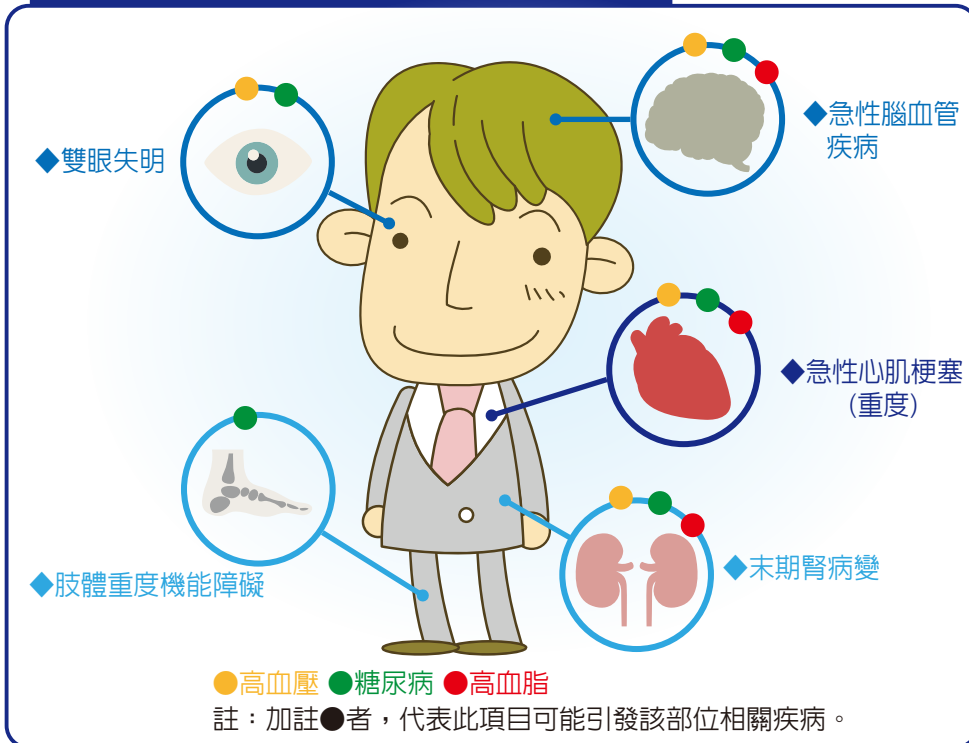 ◆急性腦血管
疾病
◆雙眼失明
◆急性心肌梗塞
(重度)
◆末期腎病變
◆肢體重度機能障礙
●高血壓 ●糖尿病 ●高血脂
註：加註●者，代表此項目可能引發該部位相關疾病。